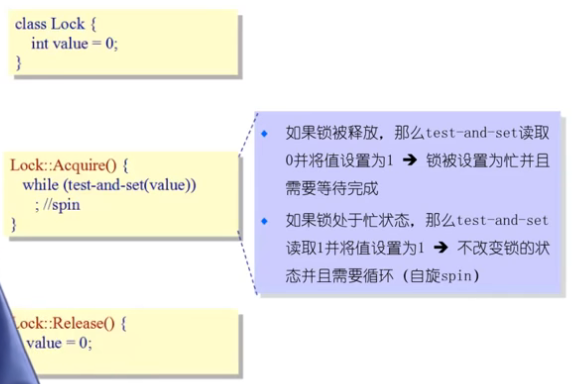 class Lock {
int value = 0;
}
Lock::Acquire() {
while (test-and-set(value))
; //spin
}
如果锁被释放，那么test-and-set读取
0并将值设置为1 ➔ 锁被设置为忙并且
需要等待完成
如果锁处于忙状态，那么test-and-set
读取1并将值设置为1 ➔ 不改变锁的状
态并且需要循环（自旋spin）
Lock::Release() {
value = 0;